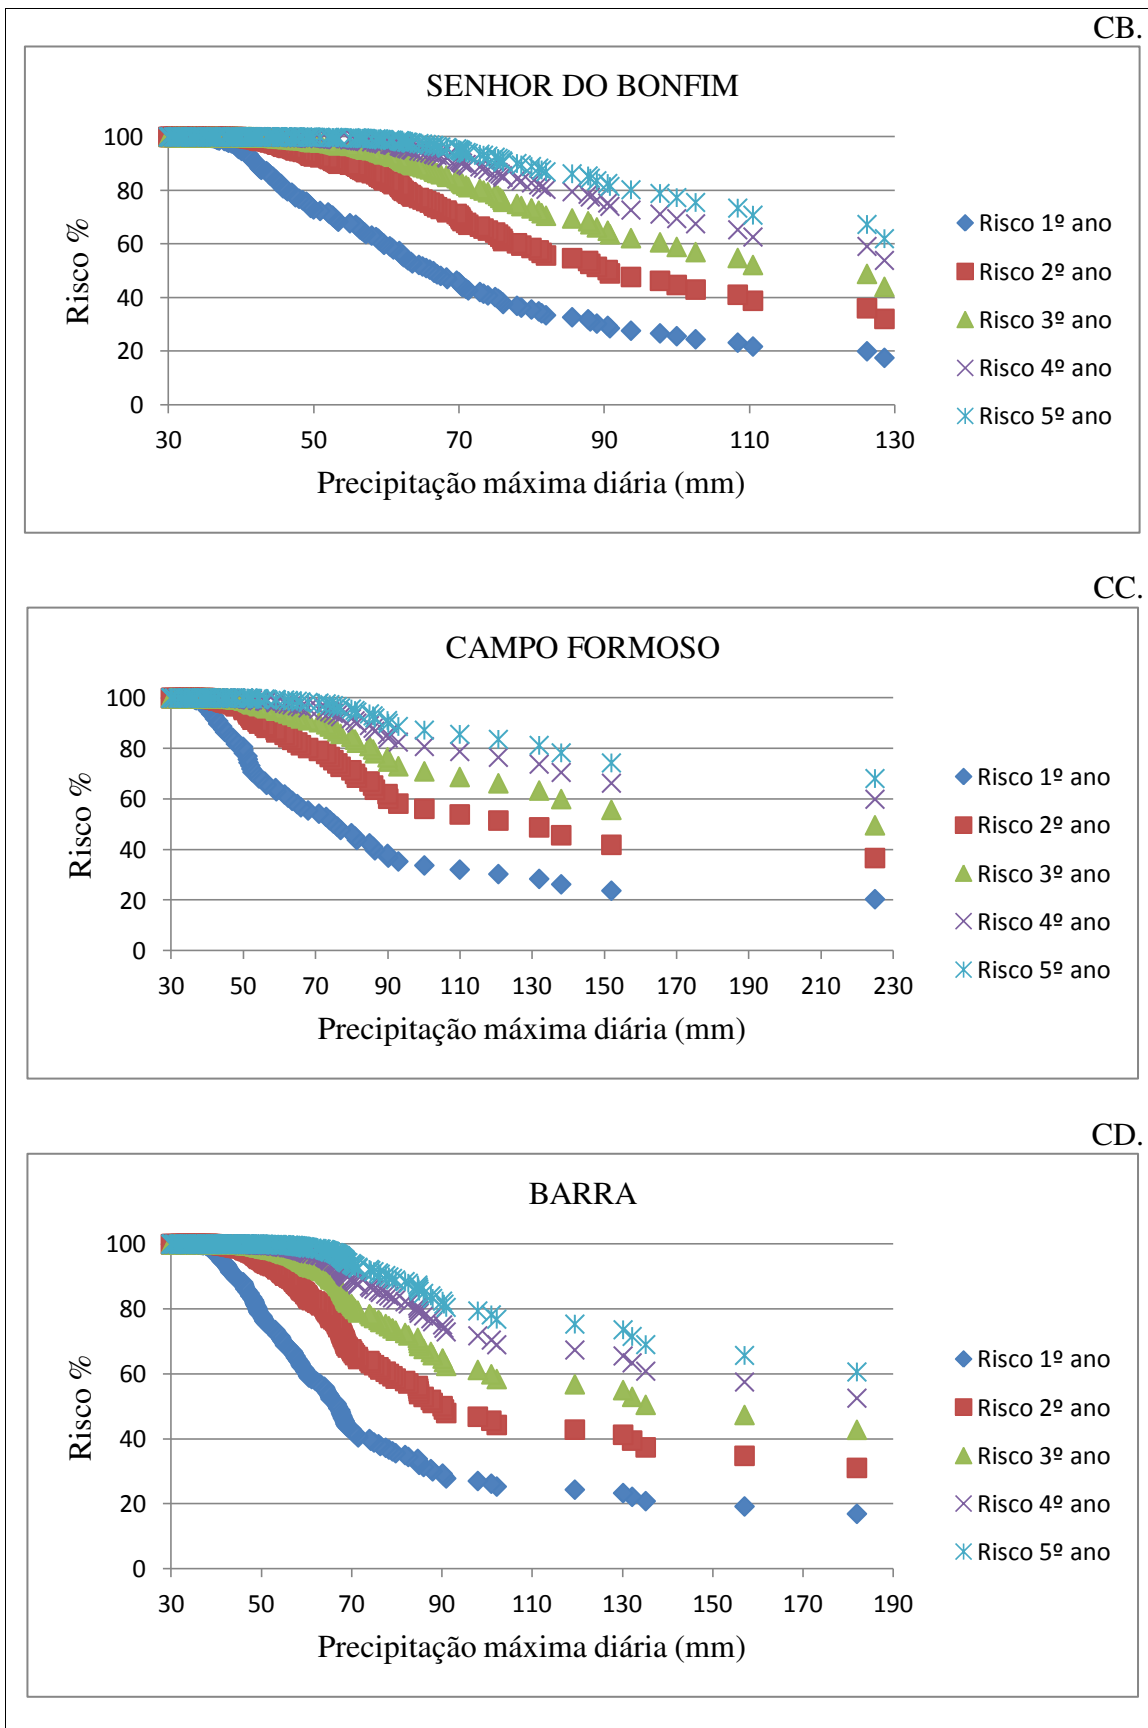 CB.
SENHOR DO BONFIM
Risco %
100
80
60
40
20
0
30 50 70 90 110 130
Precipitação máxima diária (mm)
Risco 1º ano
Risco 2º ano
Risco 3º ano
Risco 4º ano
Risco 5º ano
CC.
CAMPO FORMOSO
Risco %
100
80
60
40
20
0
30 50 70 90 110 130 150 170 190 210 230
Precipitação máxima diária (mm)
Risco 1º ano
Risco 2º ano
Risco 3º ano
Risco 4º ano
Risco 5º ano
CD.
BARRA
Risco %
100
80
60
40
20
0
30 50 70 90 110 130 150 170 190
Precipitação máxima diária (mm)
Risco 1º ano
Risco 2º ano
Risco 3º ano
Risco 4º ano
Risco 5º ano